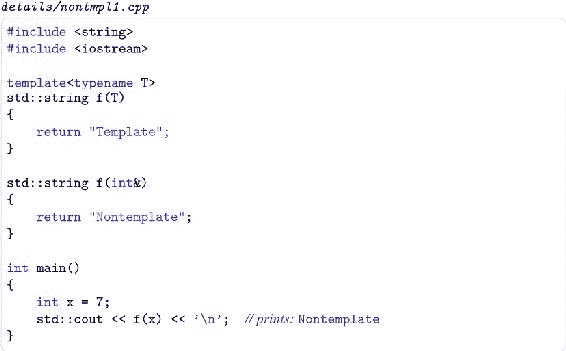 details/nontmpl1.cpp
#include <string>
#include <iostream>
template<typename T>
std::string f(T)
{
    return "Template";
}
std::string f(int&)
{
    return "Nontemplate";
}
int main()
{
    int x = 7;
    std::cout << f(x) << '\n';  // prints: Nontemplate
}